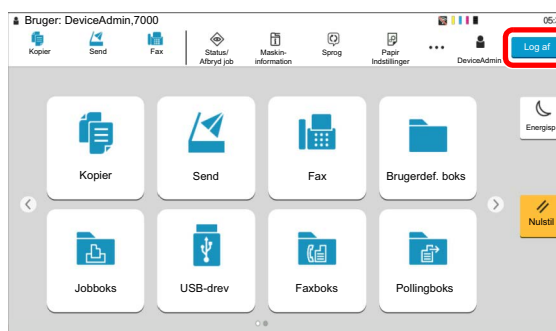 Bruger: DeviceAdmin,7000
Kopier
Send
Fax
Status/
Afbryd job
Maskin-
information
Sprog
Papir
Indstillinger
DeviceAdmin
Log af
Kopier
Send
Fax
Brugerdef. boks
Jobboks
USB-drev
Faxboks
Pollingboks
Nulstil